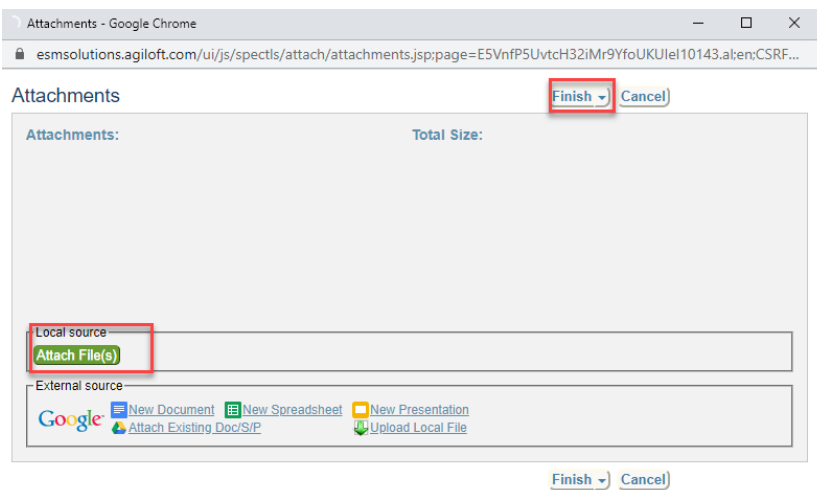 Attachments - Google Chrome
esmsolutions.agiloft.com/ui/js/spectls/attach/attachments.jsp;page=E5VnfP5UvtcH32iMr9YfoUKUIeI10143.al;en;CSRF...
Attachments Finish Cancel
Attachments: Total Size:
Local source
Attach File(s)
External source
Google New Document New Spreadsheet New Presentation
Attach Existing Doc/S/P Upload Local File
Finish Cancel